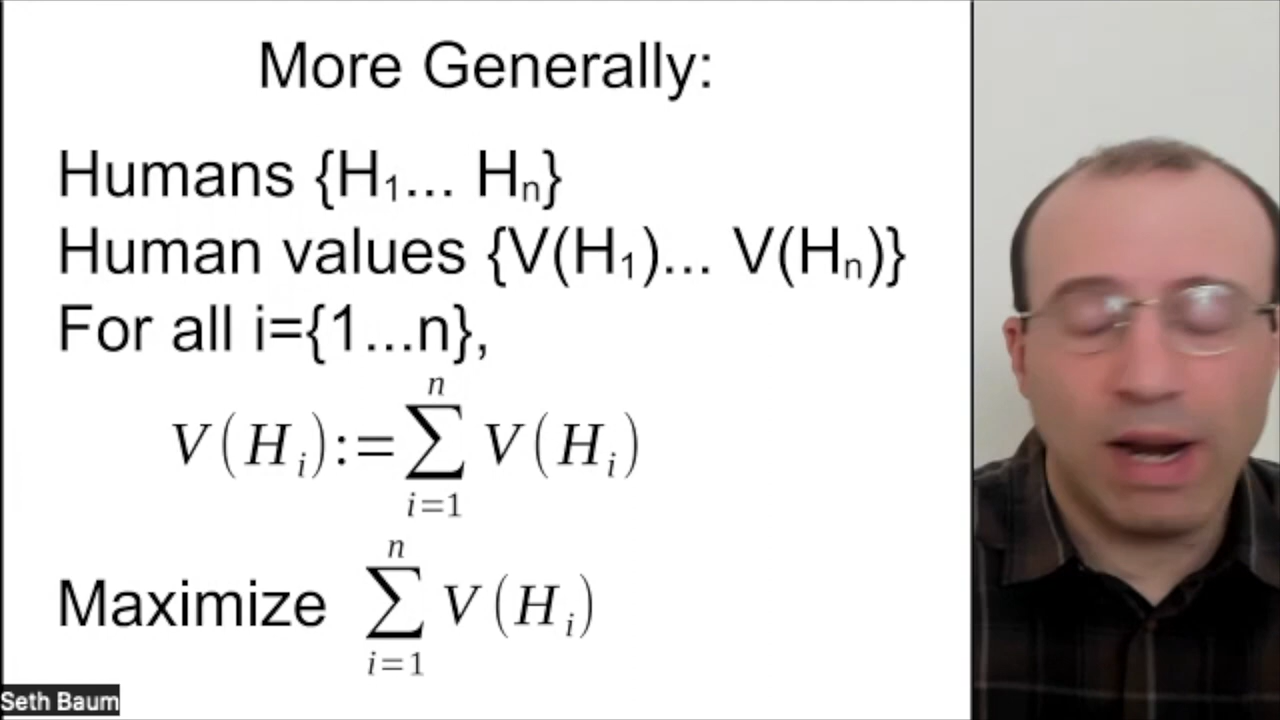 More Generally:
Humans {H₁... Hₙ}
Human values {V(H₁)... V(Hₙ)}
For all i={1...n},
n
V(Hᵢ):=∑ V(Hᵢ)
i=1
n
Maximize ∑ V(Hᵢ)
i=1
Seth Baum